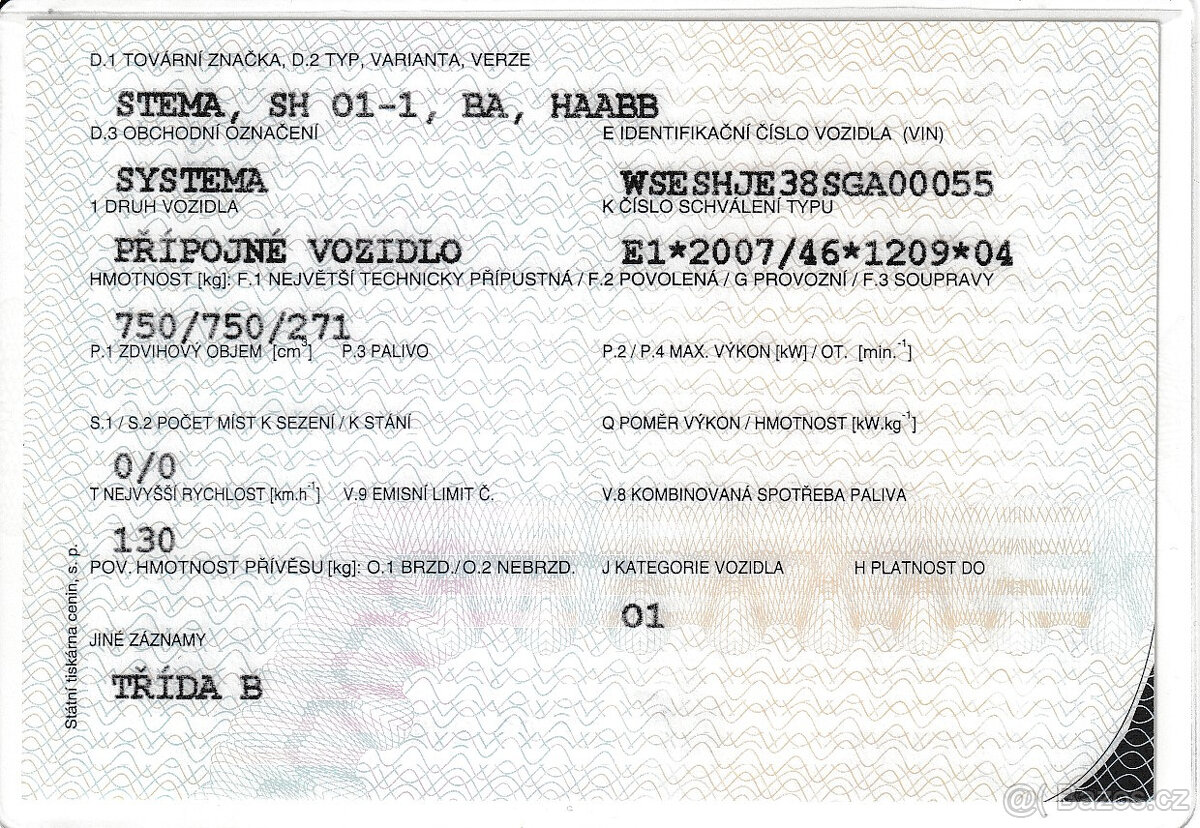 D.1 TOVÁRNÍ ZNAČKA, D.2 TYP, VARIANTA, VERZE
STEMA, SH O1-1, BA, HAABB
D.3 OBCHODNÍ OZNAČENÍ E IDENTIFIKAČNÍ ČÍSLO VOZIDLA (VIN)
SYSTEMA WSESHJE38SGA00055
1 DRUH VOZIDLA K ČÍSLO SCHVÁLENÍ TYPU
PŘÍPOJNÉ VOZIDLO E1*2007/46*1209*04
HMOTNOST [kg]: F.1 NEJVĚTŠÍ TECHNICKY PŘÍPUSTNÁ / F.2 POVOLENÁ / G PROVOZNÍ / F.3 SOUPRAVY
750/750/271
P.1 ZDVIHOVÝ OBJEM [cm³] P.3 PALIVO P.2 / P.4 MAX. VÝKON [kW] / OT. [min.⁻¹]
S.1 / S.2 POČET MÍST K SEZENÍ / K STÁNÍ Q POMĚR VÝKON / HMOTNOST [kW.kg⁻¹]
0/0
T NEJVYŠŠÍ RYCHLOST [km.h⁻¹] V.9 EMISNÍ LIMIT Č. V.8 KOMBINOVANÁ SPOTŘEBA PALIVA
130
POV. HMOTNOST PŘÍVĚSU [kg]: O.1 BRZD./O.2 NEBRZD. J KATEGORIE VOZIDLA H PLATNOST DO
O1
JINÉ ZÁZNAMY
TŘÍDA B
Státní tiskárna cenin, s. p.
Bazos.cz